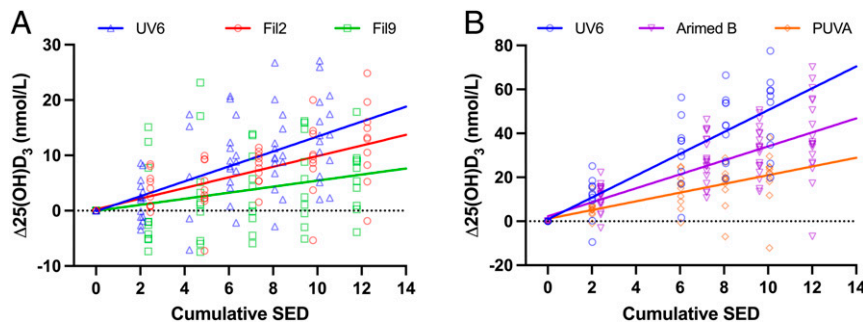 A
UV6 Fil2 Fil9
Δ25(OH)D₃ (nmol/L)
30
20
10
0
-10
0 2 4 6 8 10 12 14
Cumulative SED
B
UV6 Arimed B PUVA
Δ25(OH)D₃ (nmol/L)
80
60
40
20
0
-20
0 2 4 6 8 10 12 14
Cumulative SED